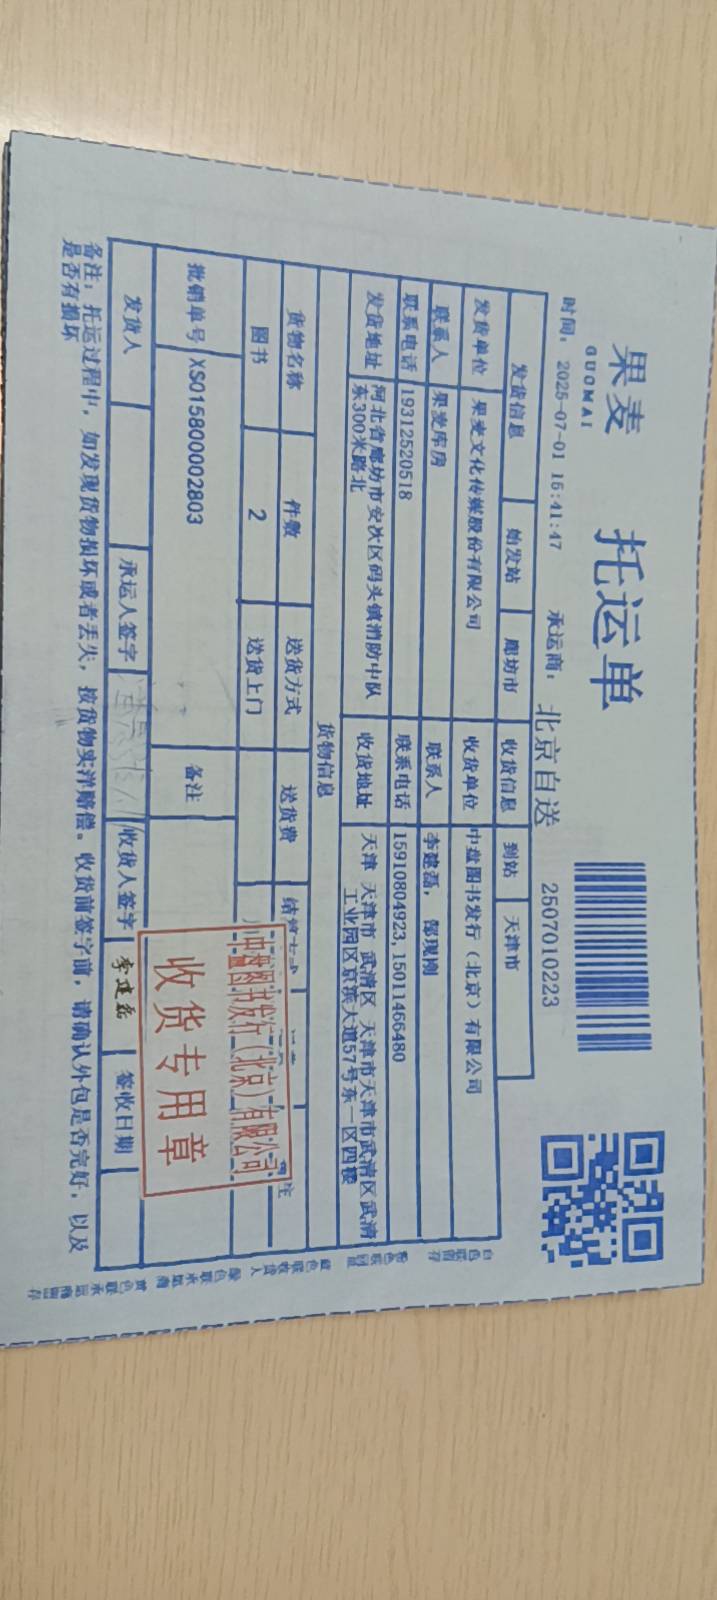 果麦
GUOMAI
托运单
时间：2025-07-01 15:41:47 承运商：北京自送 2507010223
发货信息 始发站 廊坊市 收货信息 到站 天津市
发货单位 果麦文化传媒股份有限公司 收货单位 中盘图书发行（北京）有限公司
联系人 果麦库房 联系人 李建磊，郜现刚
联系电话 19312520518 联系电话 15910804923,15011466480
发货地址 河北省廊坊市安次区码头镇消防中队 收货地址 天津 天津市 武清区 天津市天津市武清区武清
东300米路北 工业园区京滨大道57号东一区四楼
货物信息
货物名称 件数 送货方式 送货费
图书 2 送货上门
批销单号 XS015800002803 备注
中盘图书发行（北京）有限公司
收货专用章
发货人 承运人签字 收货人签字 李建磊 签收日期
备注：托运过程中，如发现货物损坏或者丢失，按货物实洋赔偿。收货前签字前，请确认外包是否完好，以及
是否有损坏